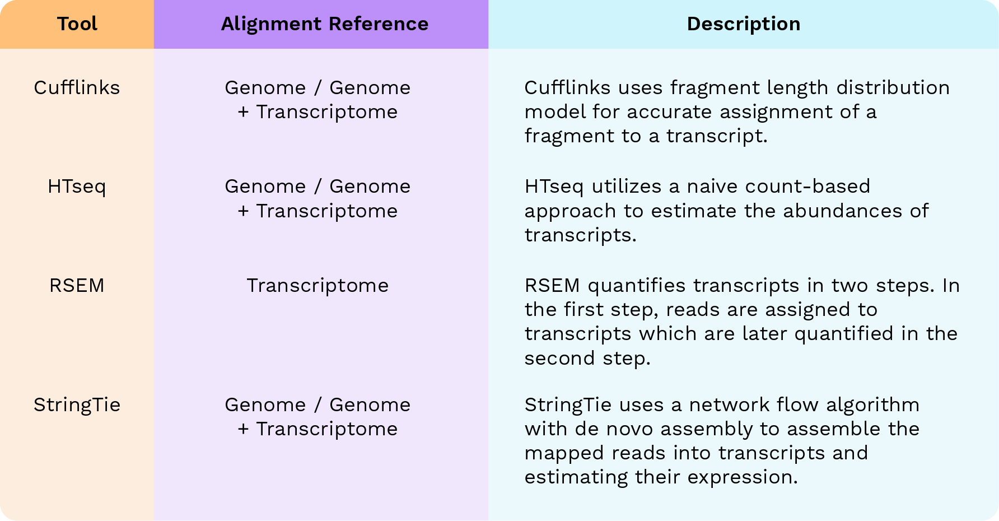 Tool
Alignment Reference
Description
Cufflinks
Genome / Genome
+ Transcriptome
Cufflinks uses fragment length distribution
model for accurate assignment of a
fragment to a transcript.
HTseq
Genome / Genome
+ Transcriptome
HTseq utilizes a naive count-based
approach to estimate the abundances of
transcripts.
RSEM
Transcriptome
RSEM quantifies transcripts in two steps. In
the first step, reads are assigned to
transcripts which are later quantified in the
second step.
StringTie
Genome / Genome
+ Transcriptome
StringTie uses a network flow algorithm
with de novo assembly to assemble the
mapped reads into transcripts and
estimating their expression.